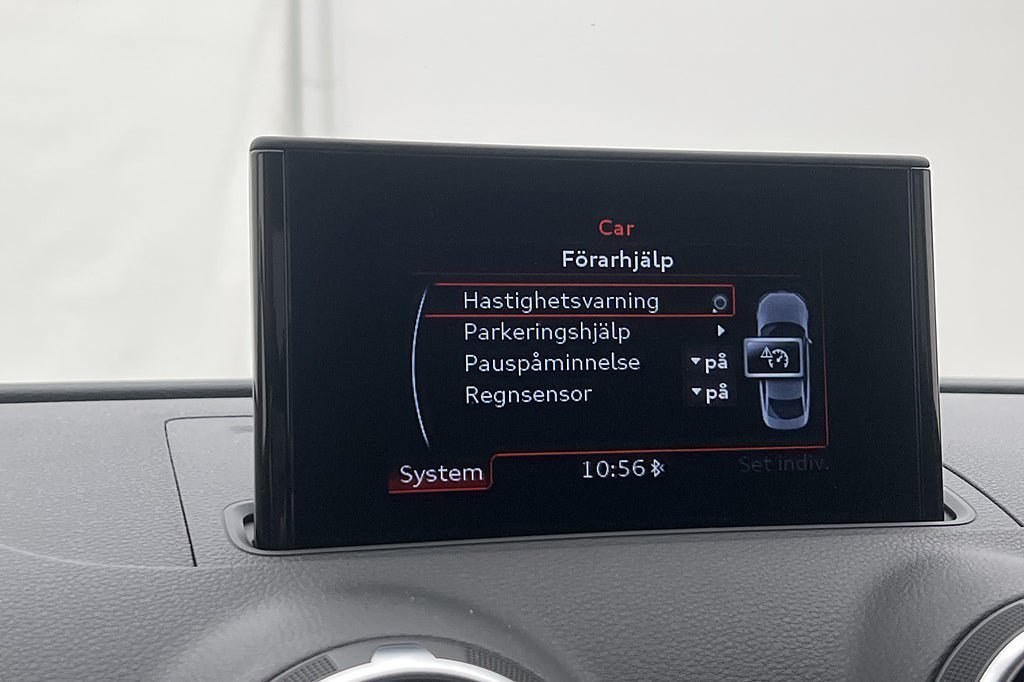 Car
Förarhjälp
Hastighetsvarning
Parkeringshjälp
Pauspåminnelse på
Regnsensor på
System 10:56 Set indiv.